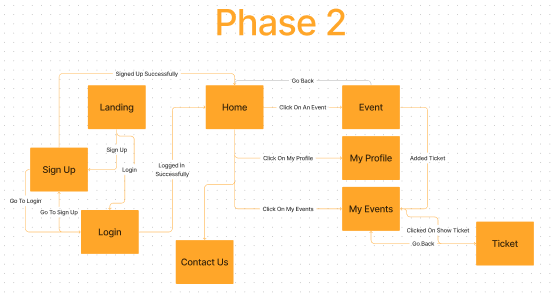 Phase 2
Signed Up Successfully
Go Back
Landing
Home
Click On An Event
Event
Sign Up
Sign Up
Login
Logged In
Successfully
Click On My Profile
My Profile
Added Ticket
Go To Login
Go To Sign Up
Login
Click On My Events
My Events
Clicked On Show Ticket
Go Back
Ticket
Contact Us